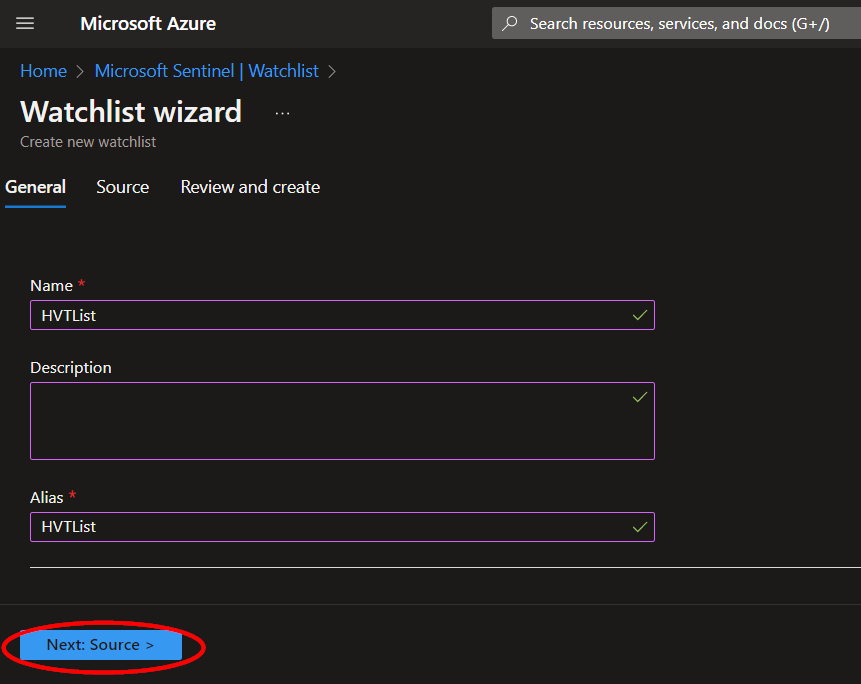 Microsoft Azure
Search resources, services, and docs (G+/)
Home > Microsoft Sentinel | Watchlist >
Watchlist wizard ...
Create new watchlist
General Source Review and create
Name *
HVTList
Description
Alias *
HVTList
Next: Source >